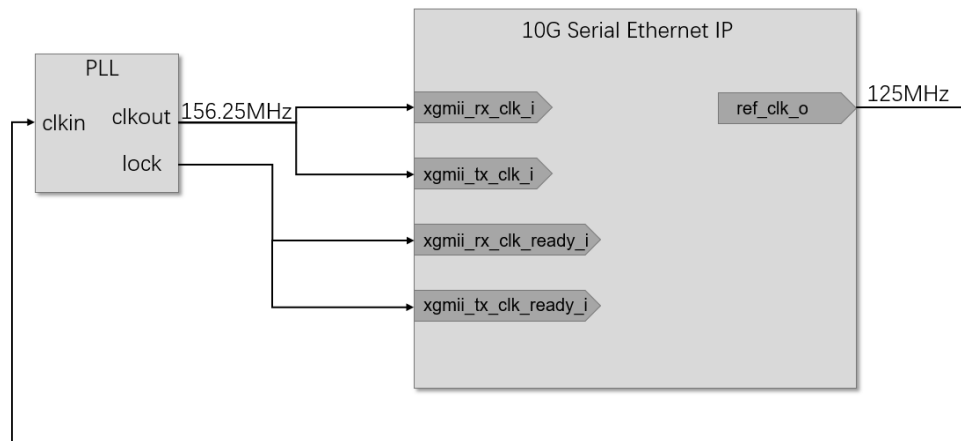 PLL
clkin
clkout
lock
156.25MHz
10G Serial Ethernet IP
xgmii_rx_clk_i
xgmii_tx_clk_i
xgmii_rx_clk_ready_i
xgmii_tx_clk_ready_i
ref_clk_o
125MHz